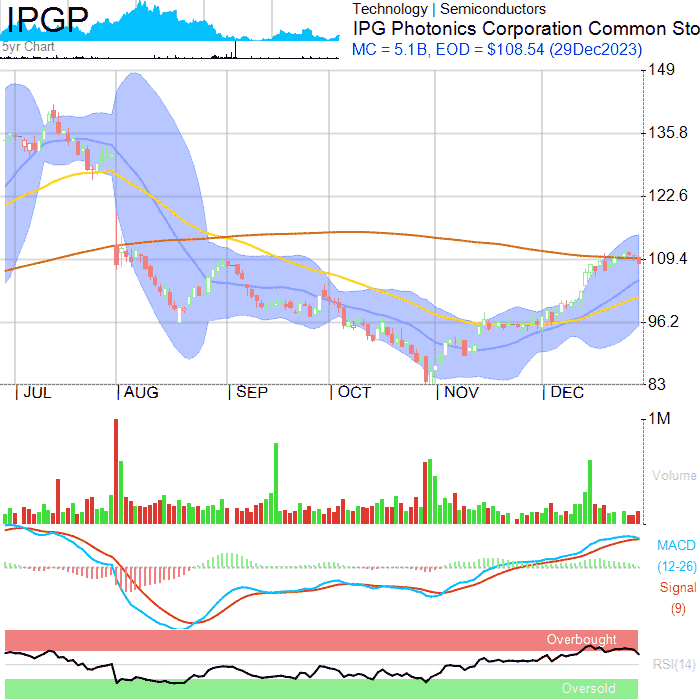 IPGP
5yr Chart
Technology | Semiconductors
IPG Photonics Corporation Common Sto
MC = 5.1B, EOD = $108.54 (29Dec2023)
149
135.8
122.6
109.4
96.2
83
JUL
AUG
SEP
OCT
NOV
DEC
1M
Volume
MACD
(12-26)
Signal
(9)
Overbought
RSI(14)
Oversold